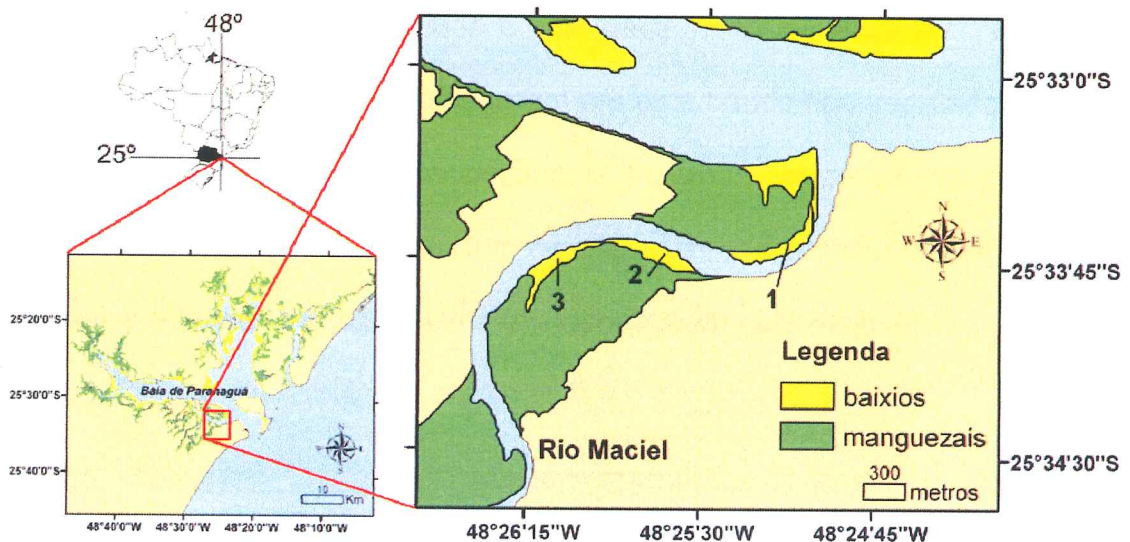 48º
25º
25°20'0"S
25°30'0"S
25°40'0"S
Baía de Paranaguá
N
S
10
Km
48°40'0"W
48°30'0"W
48°20'0"W
48°10'0"W
25°33'0"S
25°33'45"S
25°34'30"S
N
W
E
S
1
2
3
Rio Maciel
Legenda
baixios
manguezais
300
metros
48°26'15"W
48°25'30"W
48°24'45"W